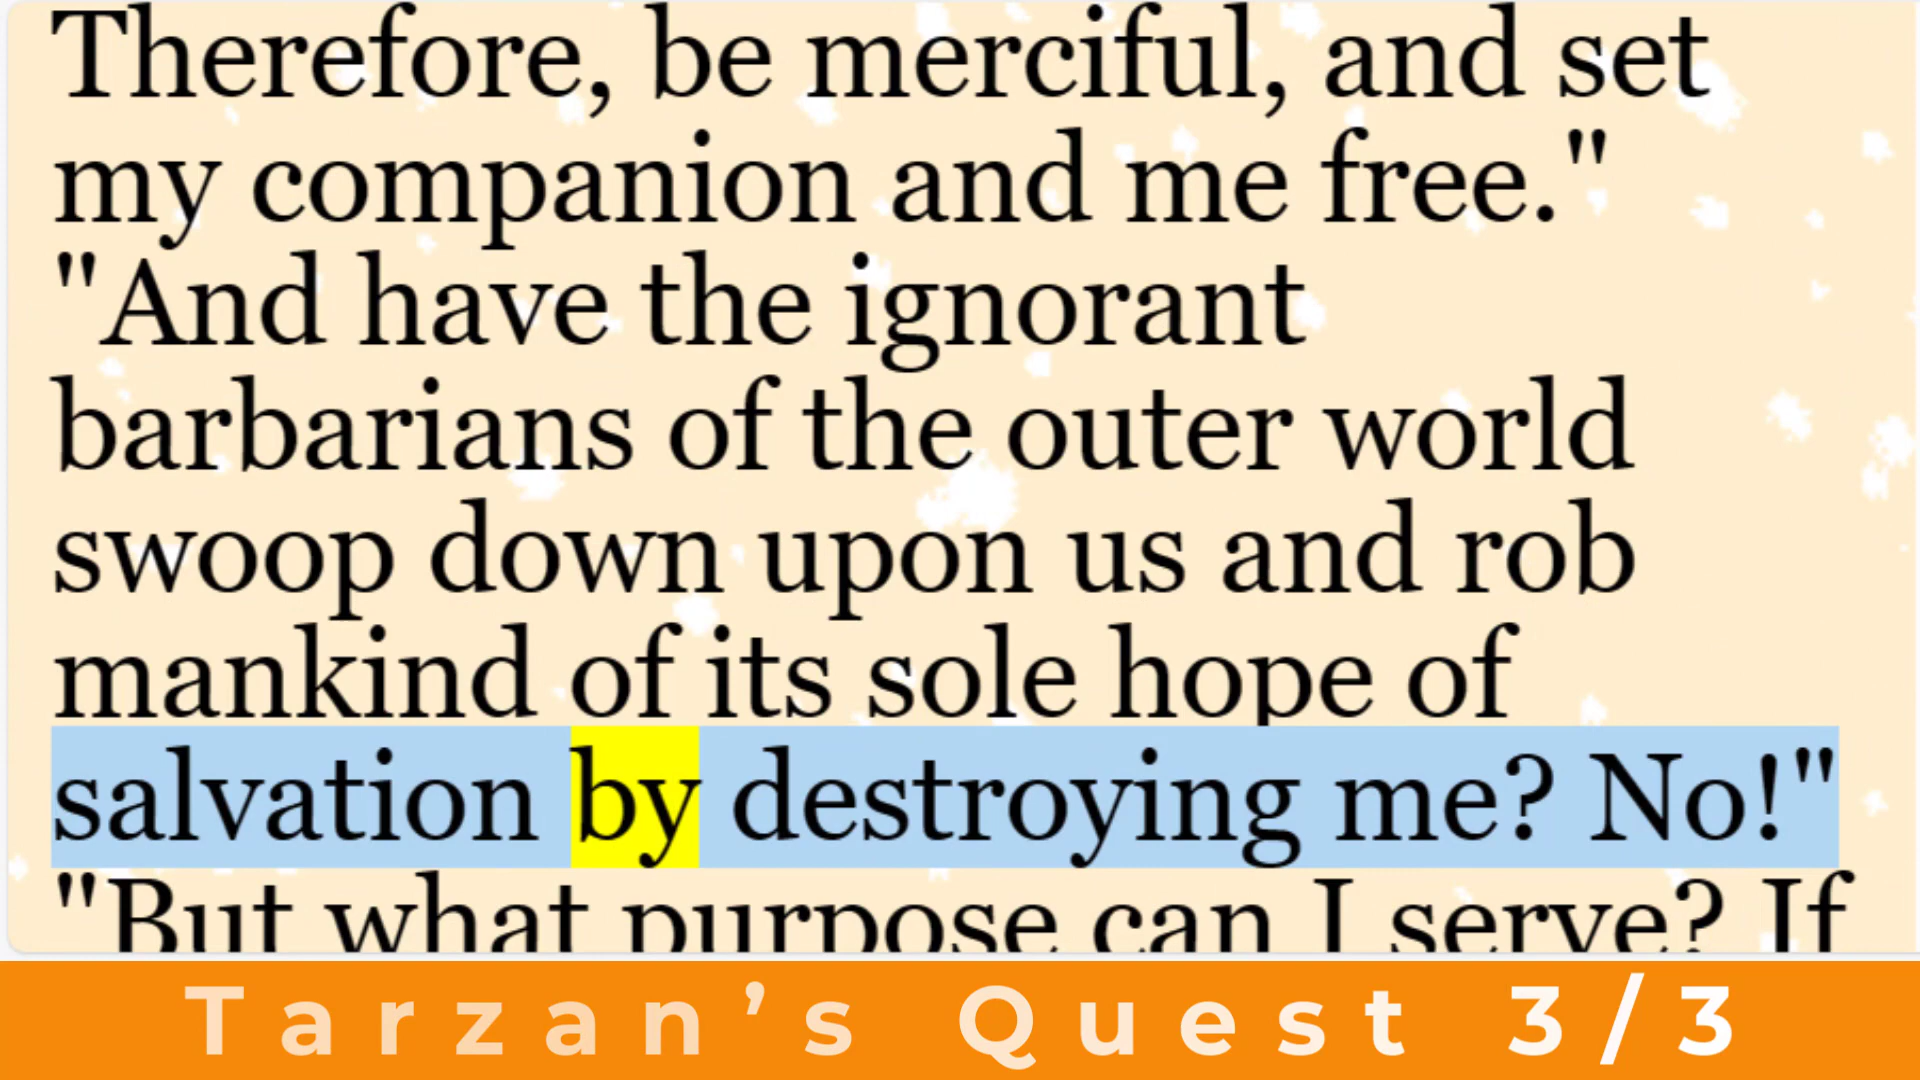 Therefore, be merciful, and set
my companion and me free."
"And have the ignorant
barbarians of the outer world
swoop down upon us and rob
mankind of its sole hope of
salvation by destroying me? No!"
"But what purpose can I serve? If
Tarzan’s Quest 3/3